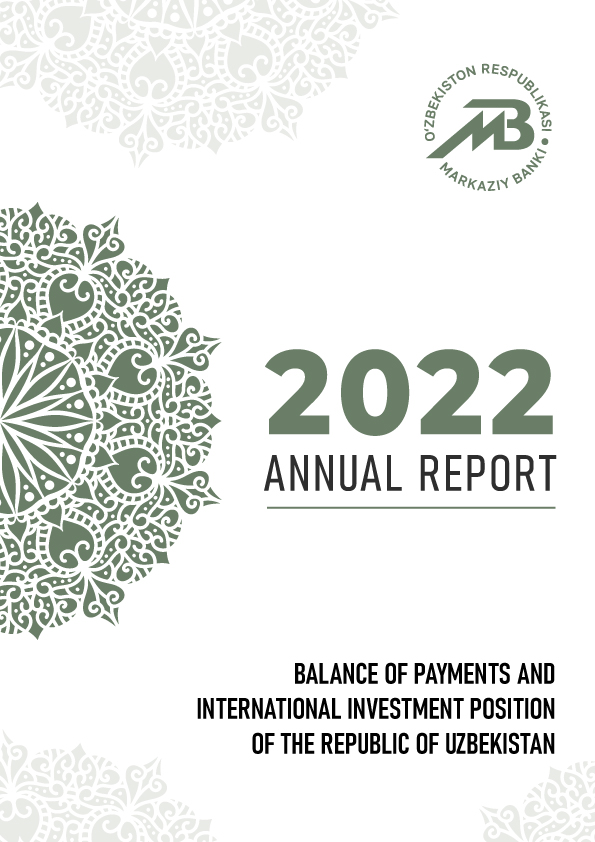 O‘ZBEKISTON RESPUBLIKASI
MARKAZIY BANKI
MB
2022
ANNUAL REPORT
BALANCE OF PAYMENTS AND
INTERNATIONAL INVESTMENT POSITION
OF THE REPUBLIC OF UZBEKISTAN